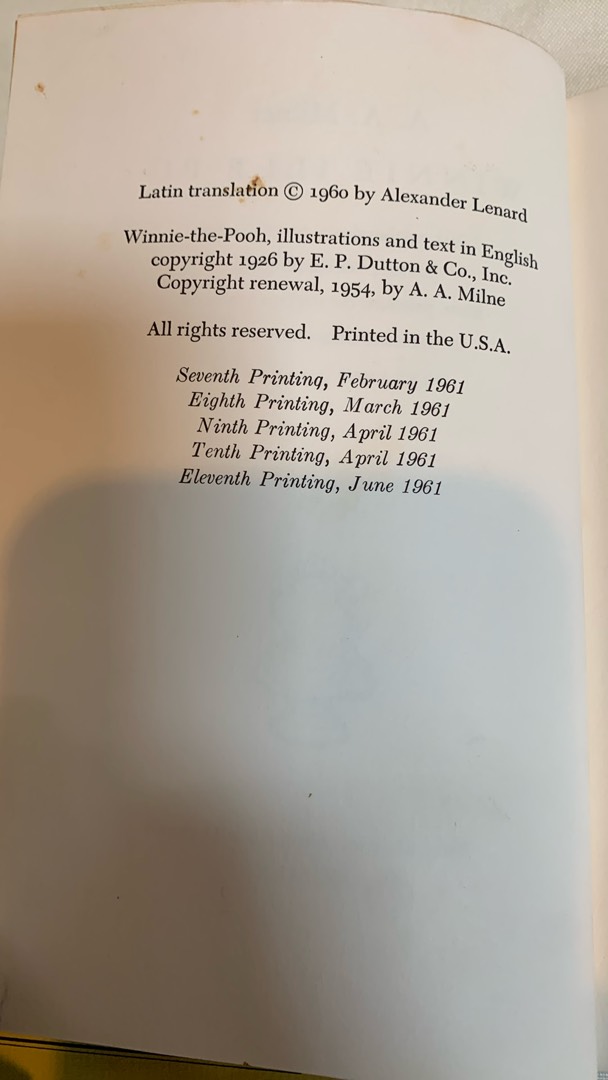 Latin translation © 1960 by Alexander Lenard
Winnie-the-Pooh, illustrations and text in English
copyright 1926 by E. P. Dutton & Co., Inc.
Copyright renewal, 1954, by A. A. Milne
All rights reserved. Printed in the U.S.A.
Seventh Printing, February 1961
Eighth Printing, March 1961
Ninth Printing, April 1961
Tenth Printing, April 1961
Eleventh Printing, June 1961